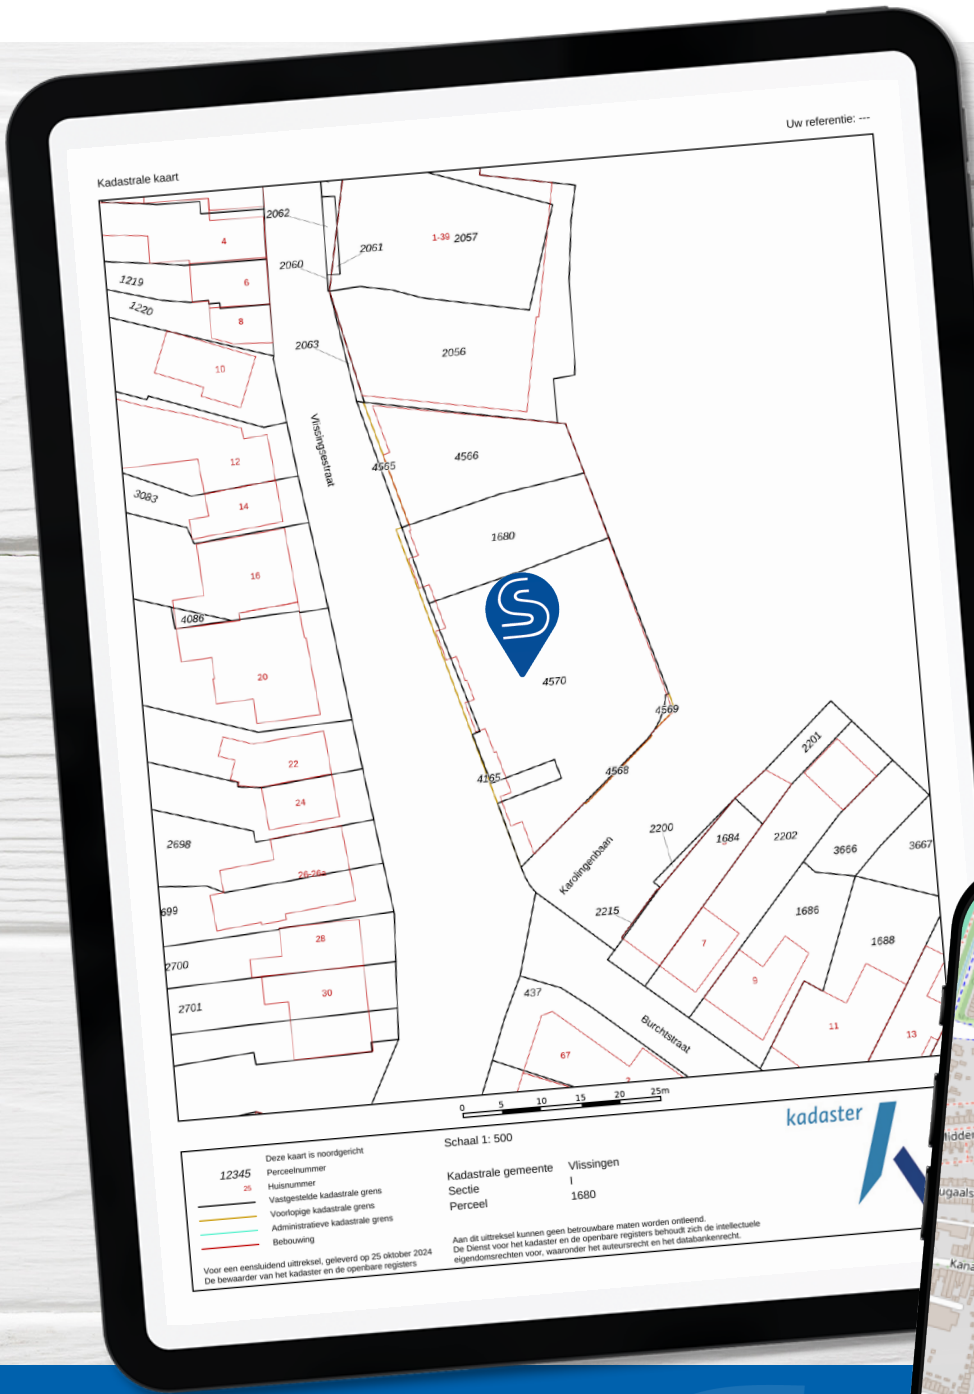 Uw referentie: ---
Kadastrale kaart
2062
4
2061
1-39 2057
2060
6
1219
1220
8
2063
2056
10
Vlissingsestraat
12
4565
4566
3083
14
1680
16
4086
20
4570
4569
22
4165
4568
24
2201
2698
2200
1684
2202
3666
3667
26-26a
Karolingenbaan
699
2215
1686
28
7
1688
2700
9
30
437
2701
Burchtstraat
11
13
67
2
0 5 10 15 20 25m
Schaal 1: 500
kadaster
Deze kaart is noordgericht
12345 Perceelnummer
25 Huisnummer
Vastgestelde kadastrale grens
Voorlopige kadastrale grens
Administratieve kadastrale grens
Bebouwing
Kadastrale gemeente Vlissingen
Sectie I
Perceel 1680
Voor een eensluidend uittreksel, geleverd op 25 oktober 2024
De bewaarder van het kadaster en de openbare registers
Aan dit uittreksel kunnen geen betrouwbare maten worden ontleend.
De Dienst voor het kadaster en de openbare registers behoudt zich de intellectuele
eigendomsrechten voor, waaronder het auteursrecht en het databankenrecht.
Midde
ugaals
Kana